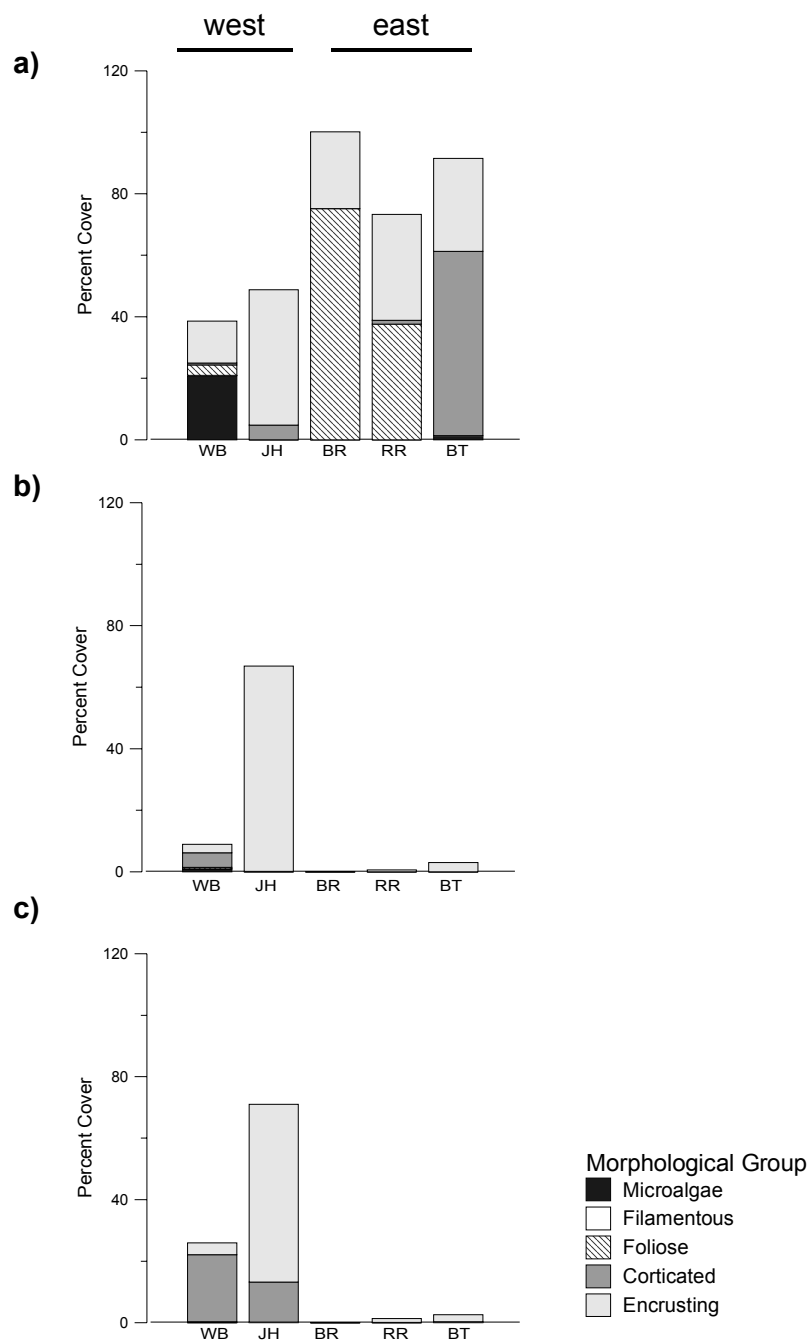 west east
a)
120
80
40
0
Percent Cover
WB JH BR RR BT
b)
120
80
40
0
Percent Cover
WB JH BR RR BT
c)
120
80
40
0
Percent Cover
WB JH BR RR BT
Morphological Group
Microalgae
Filamentous
Foliose
Corticated
Encrusting